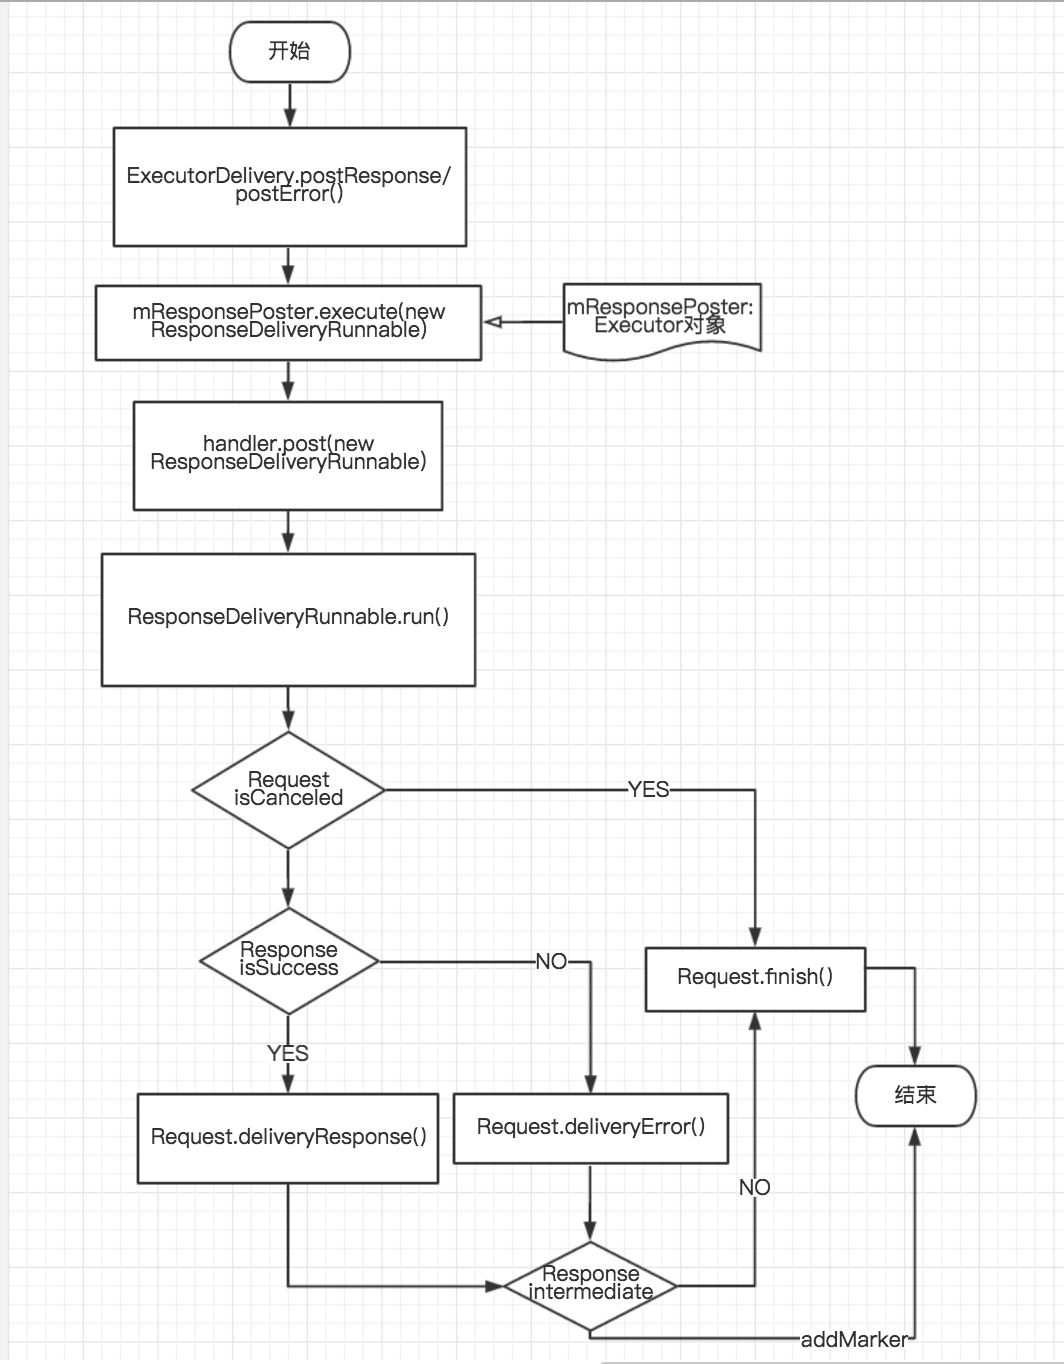 开始
ExecutorDelivery.postResponse/
postError()
mResponsePoster.execute(new
ResponseDeliveryRunnable)
mResponsePoster:
Executor对象
handler.post(new
ResponseDeliveryRunnable)
ResponseDeliveryRunnable.run()
Request
isCanceled
YES
Response
isSuccess
NO
Request.finish()
YES
结束
Request.deliveryResponse()
Request.deliveryError()
NO
Response
intermediate
addMarker